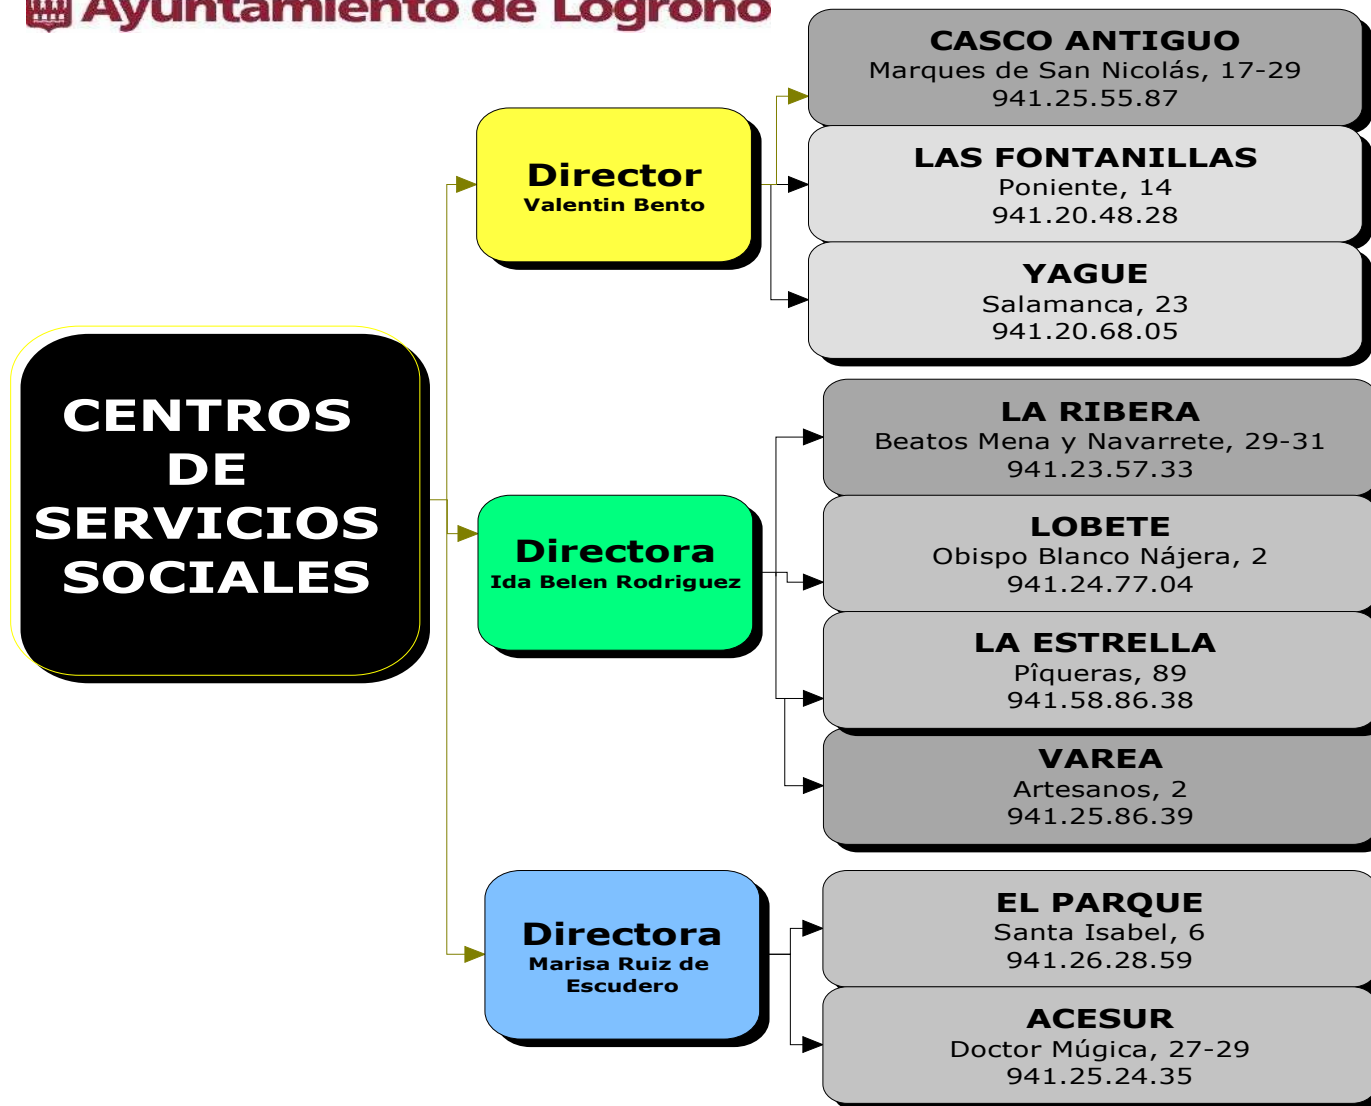 Ayuntamiento de Logroño
CENTROS
DE
SERVICIOS
SOCIALES
Director
Valentin Bento
CASCO ANTIGUO
Marques de San Nicolás, 17-29
941.25.55.87
LAS FONTANILLAS
Poniente, 14
941.20.48.28
YAGUE
Salamanca, 23
941.20.68.05
Directora
Ida Belen Rodriguez
LA RIBERA
Beatos Mena y Navarrete, 29-31
941.23.57.33
LOBETE
Obispo Blanco Nájera, 2
941.24.77.04
LA ESTRELLA
Pîqueras, 89
941.58.86.38
VAREA
Artesanos, 2
941.25.86.39
Directora
Marisa Ruiz de
Escudero
EL PARQUE
Santa Isabel, 6
941.26.28.59
ACESUR
Doctor Múgica, 27-29
941.25.24.35